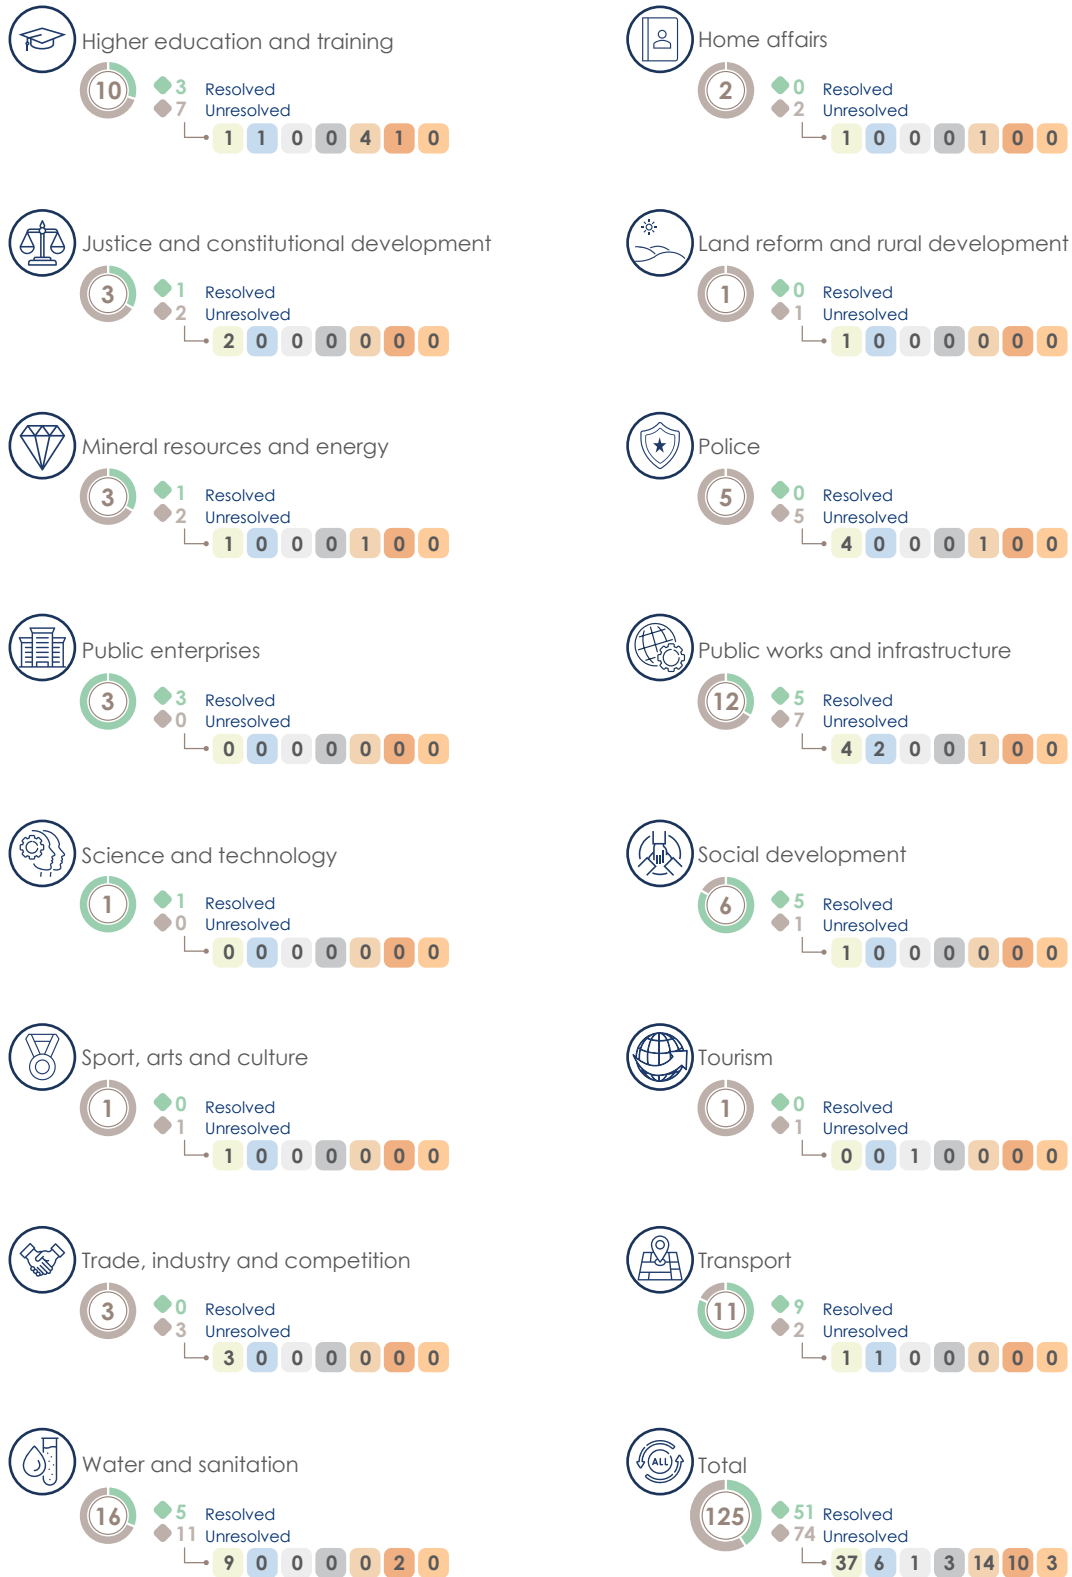 Higher education and training
10
3 Resolved
7 Unresolved
1 1 0 0 4 1 0
Home affairs
2
0 Resolved
2 Unresolved
1 0 0 0 1 0 0
Justice and constitutional development
3
1 Resolved
2 Unresolved
2 0 0 0 0 0 0
Land reform and rural development
1
0 Resolved
1 Unresolved
1 0 0 0 0 0 0
Mineral resources and energy
3
1 Resolved
2 Unresolved
1 0 0 0 1 0 0
Police
5
0 Resolved
5 Unresolved
4 0 0 0 1 0 0
Public enterprises
3
3 Resolved
0 Unresolved
0 0 0 0 0 0 0
Public works and infrastructure
12
5 Resolved
7 Unresolved
4 2 0 0 1 0 0
Science and technology
1
1 Resolved
0 Unresolved
0 0 0 0 0 0 0
Social development
6
5 Resolved
1 Unresolved
1 0 0 0 0 0 0
Sport, arts and culture
1
0 Resolved
1 Unresolved
1 0 0 0 0 0 0
Tourism
1
0 Resolved
1 Unresolved
0 0 1 0 0 0 0
Trade, industry and competition
3
0 Resolved
3 Unresolved
3 0 0 0 0 0 0
Transport
11
9 Resolved
2 Unresolved
1 1 0 0 0 0 0
Water and sanitation
16
5 Resolved
11 Unresolved
9 0 0 0 0 2 0
ALL
Total
125
51 Resolved
74 Unresolved
37 6 1 3 14 10 3